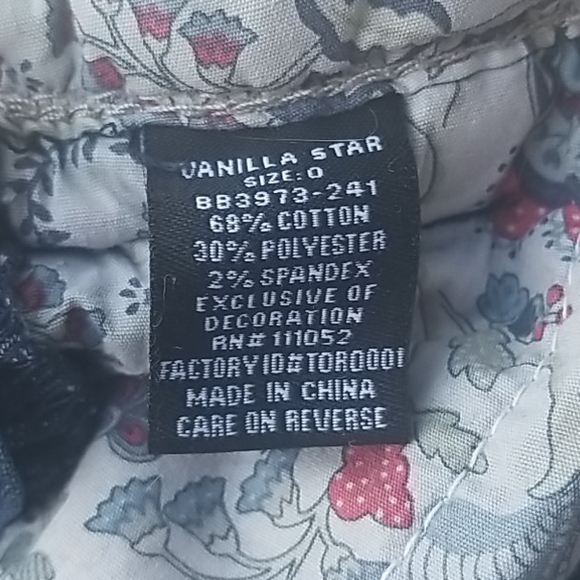 VANILLA STAR
SIZE: 0
BB3973-241
68% COTTON
30% POLYESTER
2% SPANDEX
EXCLUSIVE OF
DECORATION
RN# 111052
FACTORY ID# TOR0001
MADE IN CHINA
CARE ON REVERSE